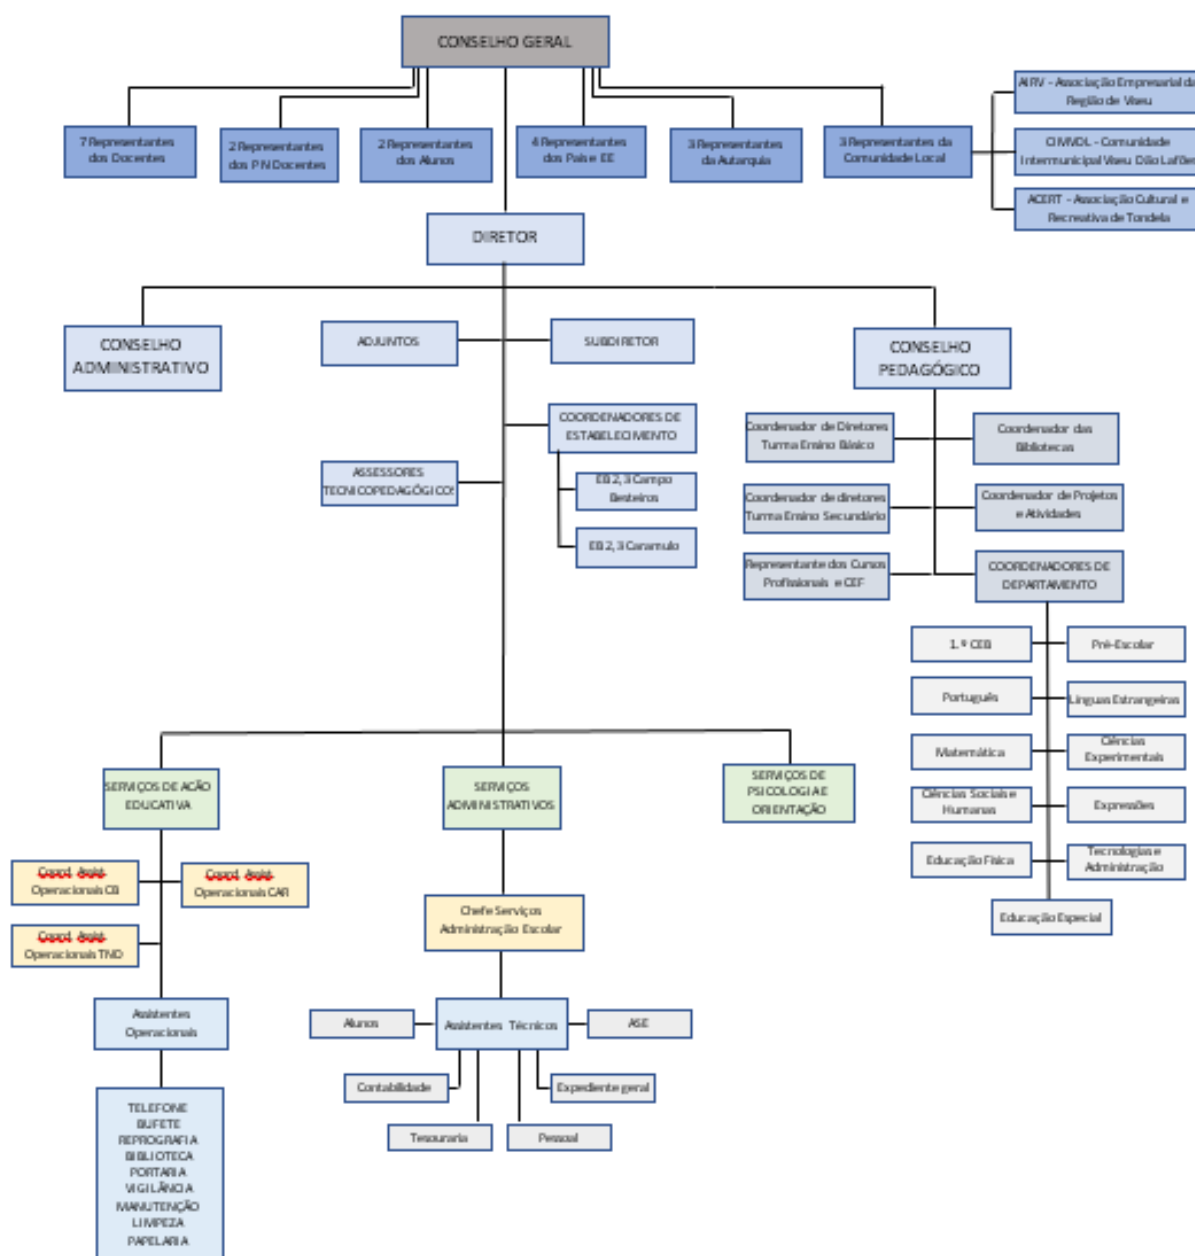 CONSELHO GERAL
7 Representantes
dos Docentes
2 Representantes
dos PN Docentes
2 Representantes
dos Alunos
4 Representantes
dos Pais e EE
3 Representantes
da Autarquia
3 Representantes da
Comunidade Local
AIRV – Associação Empresarial da
Região de Viseu
CIMVDL - Comunidade
Intermunicipal Viseu Dão Lafões
ACERT – Associação Cultural e
Recreativa de Tondela
DIRETOR
CONSELHO
ADMINISTRATIVO
ADJUNTOS
SUBDIRETOR
CONSELHO
PEDAGÓGICO
COORDENADORES DE
ESTABELECIMENTO
ASSESSORES
TECNICOPEDAGÓGICOS
EB 2, 3 Campo
Besteiros
EB 2, 3 Caramulo
Coordenador de Diretores
Turma Ensino Básico
Coordenador das
Bibliotecas
Coordenador de diretores
Turma Ensino Secundário
Coordenador de Projetos
e Atividades
Representante dos Cursos
Profissionais e CEF
COORDENADORES DE
DEPARTAMENTO
1.º CEB
Pré-Escolar
Português
Línguas Estrangeiras
Matemática
Ciências
Experimentais
Ciências Sociais e
Humanas
Expressões
Educação Física
Tecnologias e
Administração
Educação Especial
SERVIÇOS DE AÇÃO
EDUCATIVA
SERVIÇOS
ADMINISTRATIVOS
SERVIÇOS DE
PSICOLOGIA E
ORIENTAÇÃO
Coord. Assist.
Operacionais CB
Coord. Assist.
Operacionais CAR
Coord. Assist.
Operacionais TND
Chefe Serviços
Administração Escolar
Assistentes
Operacionais
Alunos
Assistentes Técnicos
ASE
Contabilidade
Expediente geral
Tesouraria
Pessoal
TELEFONE
BUFETE
REPROGRAFIA
BIBLIOTECA
PORTARIA
VIGILÂNCIA
MANUTENÇÃO
LIMPEZA
PAPELARIA